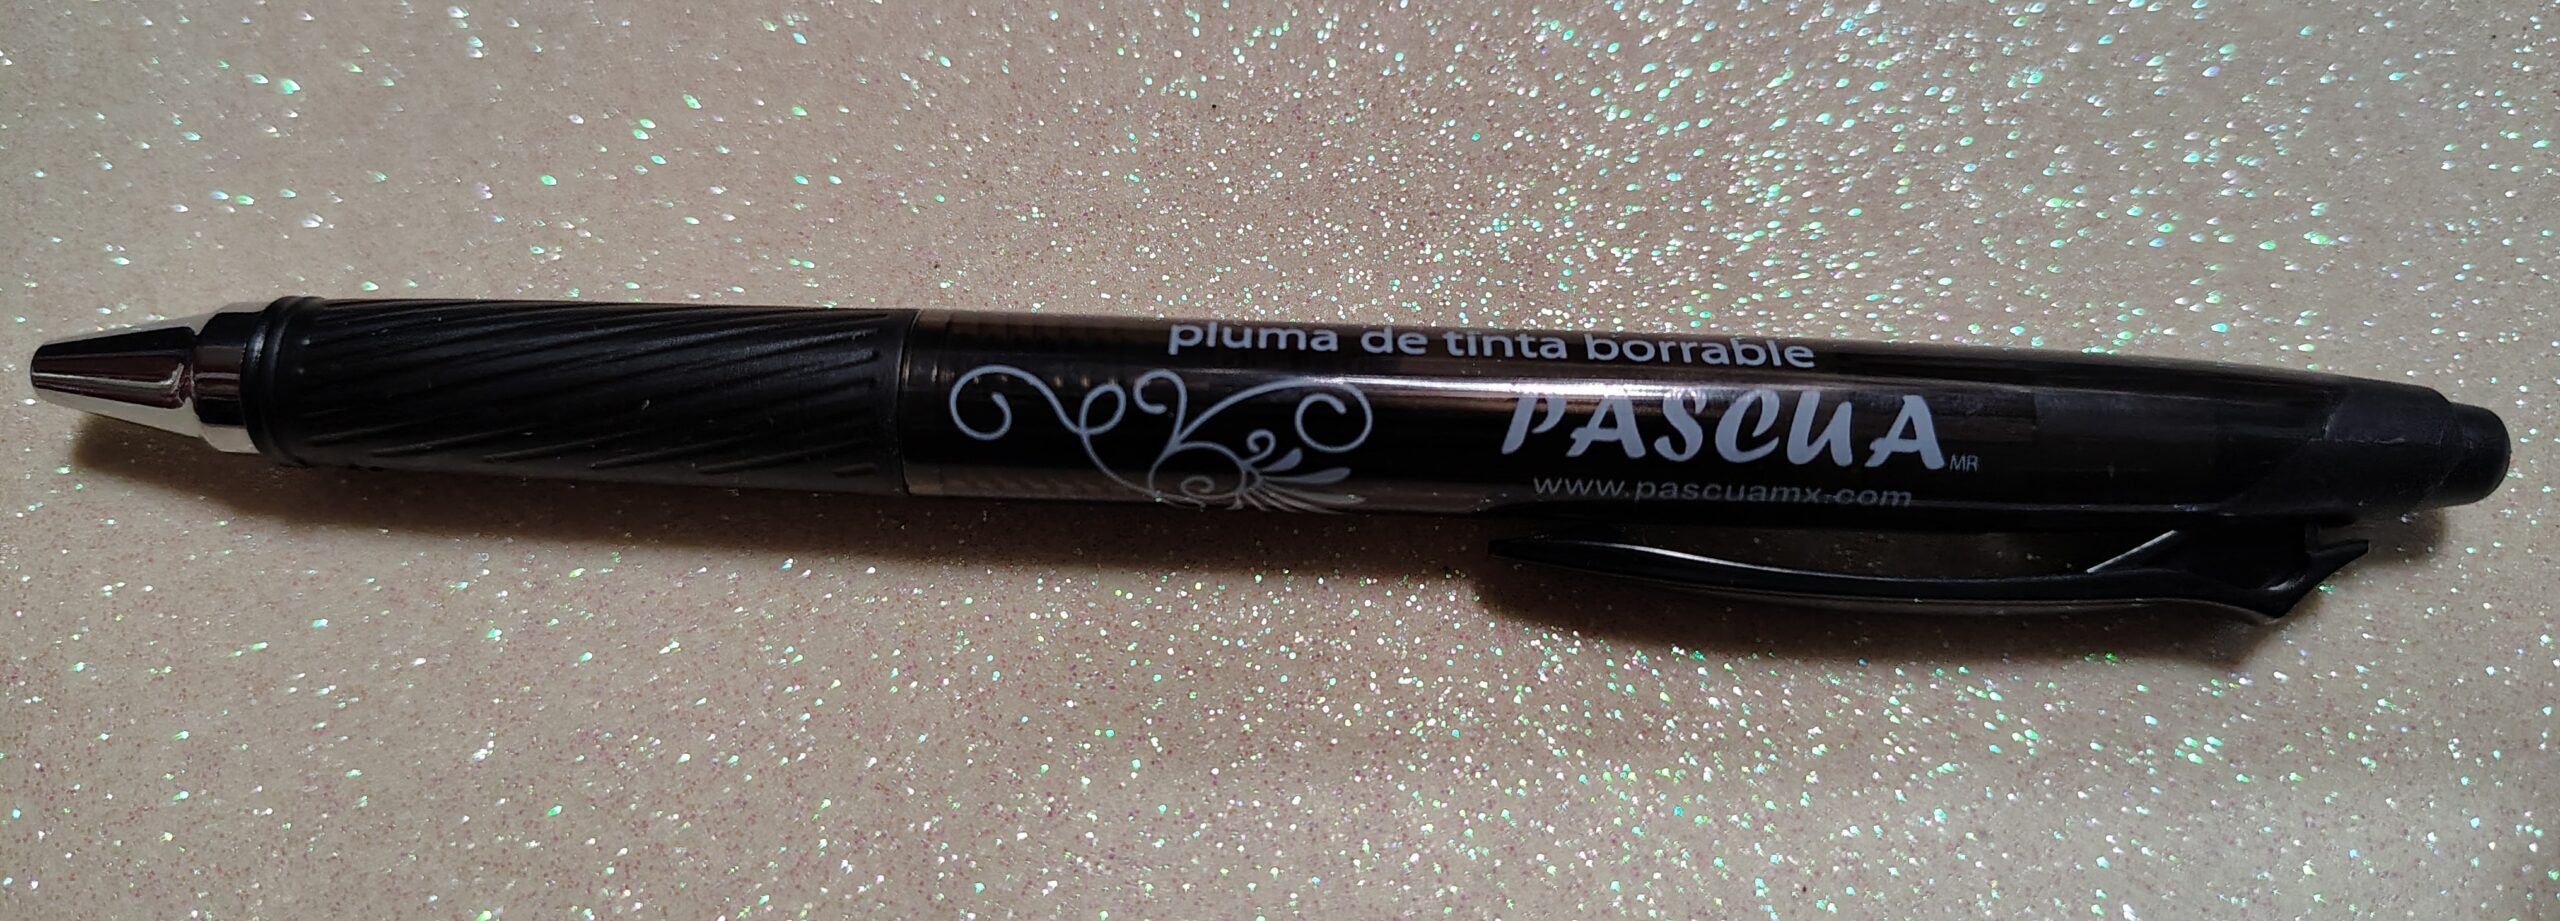 pluma de tinta borrable
PASCUA MR
www.pascuamx.com